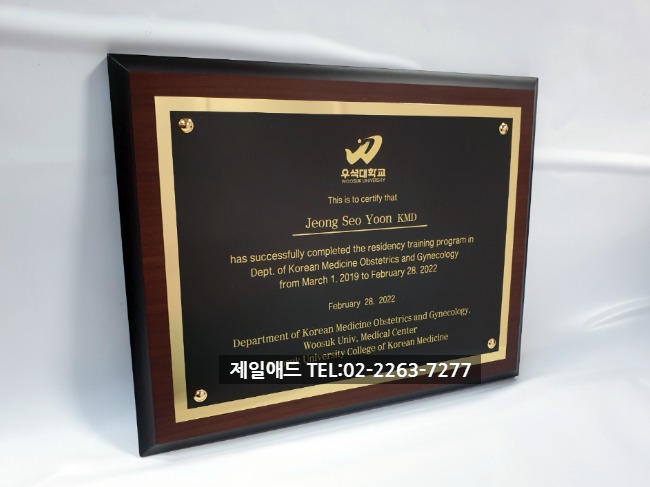 우석대학교
WOOSUK UNIVERSITY
This is to certify that
Jeong Seo Yoon KMD
has successfully completed the residency training program in
Dept. of Korean Medicine Obstetrics and Gynecology
from March 1. 2019 to February 28. 2022
February 28. 2022
Department of Korean Medicine Obstetrics and Gynecology,
Woosuk Univ. Medical Center
University College of Korean Medicine
제일애드 TEL:02-2263-7277